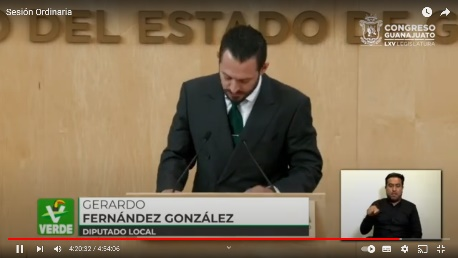 Sesión Ordinaria
O DEL ESTADO DE G
CONGRESO
GUANAJUATO
LXV LEGISLATURA
GERARDO
FERNÁNDEZ GONZÁLEZ
VERDE
DIPUTADO LOCAL
4:20:32 / 4:54:06